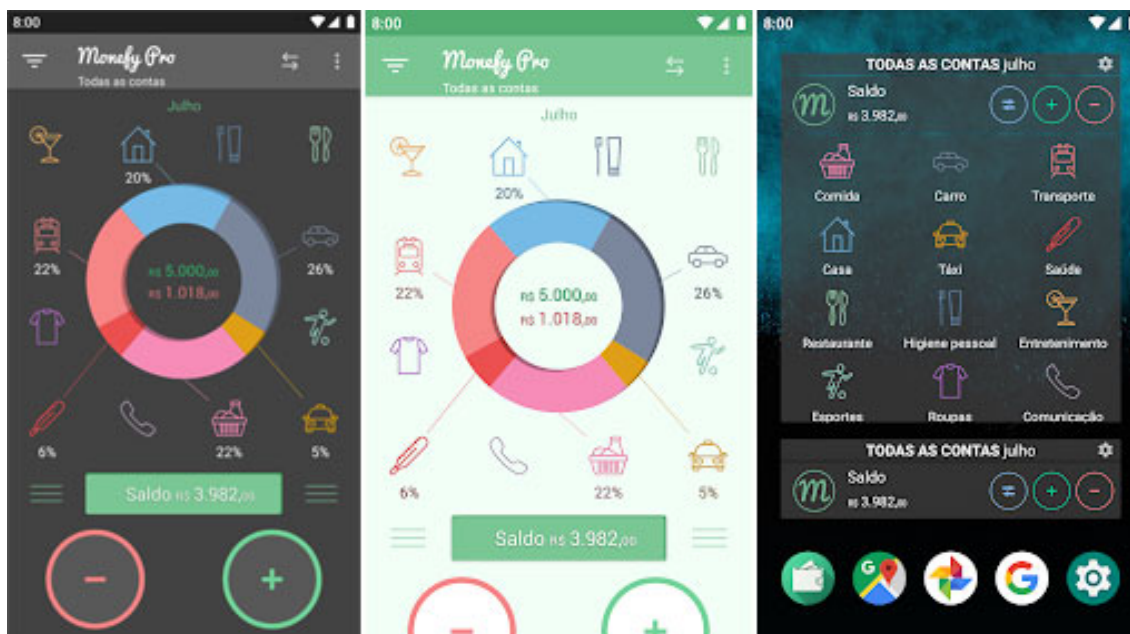 8:00
Monefy Pro
Todas as contas
Julho
20%
22%
26%
R$ 5.000,00
R$ 1.018,00
6%
22%
5%
Saldo R$ 3.982,00
8:00
Monefy Pro
Todas as contas
Julho
20%
22%
26%
R$ 5.000,00
R$ 1.018,00
6%
22%
5%
Saldo R$ 3.982,00
8:00
TODAS AS CONTAS julho
m
Saldo
R$ 3.982,00
Comida Carro Transporte
Casa Táxi Saúde
Restaurante Higiene pessoal Entretenimento
Esportes Roupas Comunicação
TODAS AS CONTAS julho
m
Saldo
R$ 3.982,00
G
G